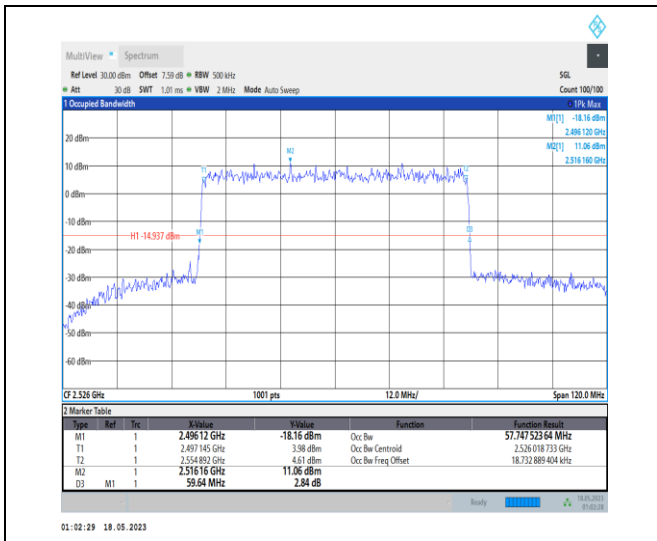 MultiView Spectrum
Ref Level 30.00 dBm Offset 7.59 dB RBW 500 kHz SGL
Att 30 dB SWT 1.01 ms VBW 2 MHz Mode Auto Sweep Count 100/100
1 Occupied Bandwidth 1Pk Max
M1[1] -18.16 dBm
2.496 120 GHz
M2[1] 11.06 dBm
2.516 160 GHz
20 dBm
M2
10 dBm
T1
0 dBm
-10 dBm
H1 -14.937 dBm
M1
D3
-20 dBm
-30 dBm
-40 dBm
-50 dBm
-60 dBm
CF 2.526 GHz 1001 pts 12.0 MHz/ Span 120.0 MHz
2 Marker Table
Type Ref Trc X-Value Y-Value Function Function Result
M1 1 2.496 12 GHz -18.16 dBm Occ Bw 57.747 523 64 MHz
T1 1 2.497 145 GHz 3.98 dBm Occ Bw Centroid 2.526 018 733 GHz
T2 1 2.554 892 GHz 4.61 dBm Occ Bw Freq Offset 18.732 889 404 kHz
M2 1 2.516 16 GHz 11.06 dBm
D3 M1 1 59.64 MHz 2.84 dB
Ready 18.05.2023
01:02:28
01:02:29 18.05.2023